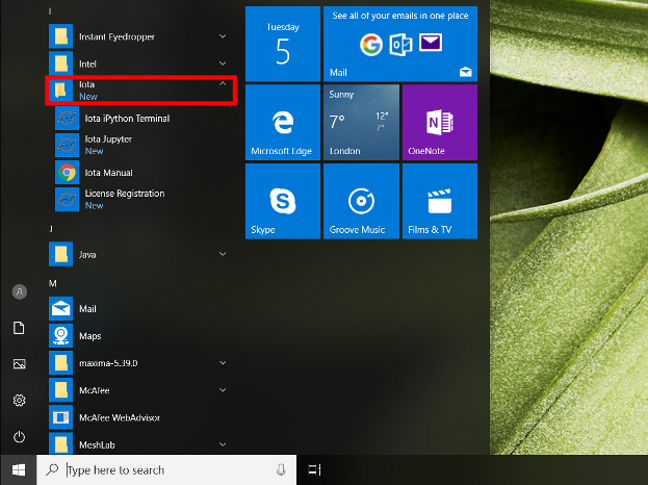 I
Instant Eyedropper
Intel
Iota
New
Iota iPython Terminal
Iota Jupyter
New
Iota Manual
License Registration
New
J
Java
M
Mail
Maps
maxima-5.39.0
McAfee
McAfee WebAdvisor
MeshLab
Type here to search
Tuesday
5
See all of your emails in one place
Mail
Microsoft Edge
Sunny
7° 12°
7°
London
OneNote
Skype
Groove Music
Films & TV